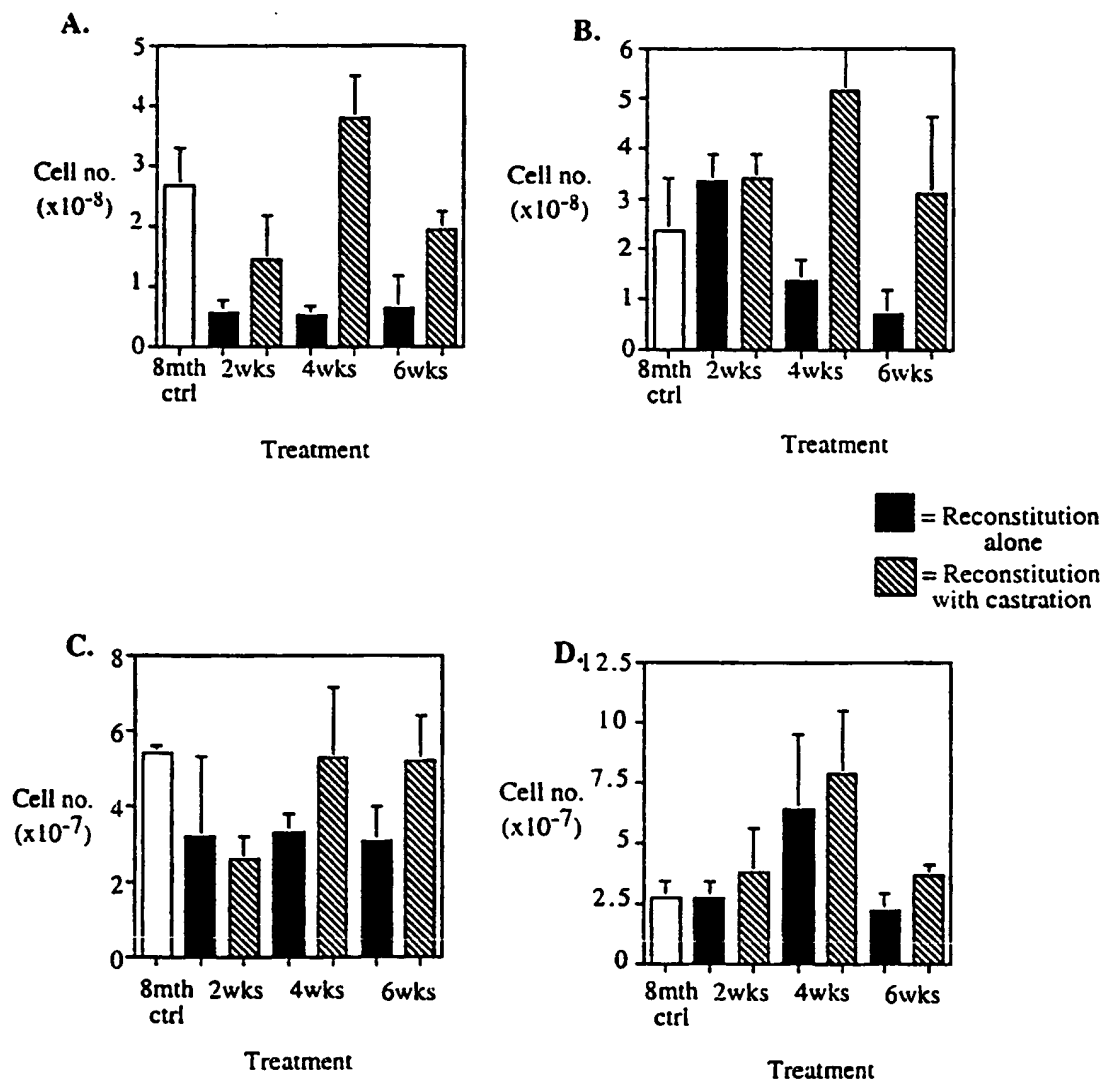 A.
5
4
3
2
1
0
Cell no.
(x10⁻⁸)
8mth 2wks 4wks 6wks
ctrl
Treatment
B.
6
5
4
3
2
1
0
Cell no.
(x10⁻⁸)
8mth 2wks 4wks 6wks
ctrl
Treatment
= Reconstitution
alone
= Reconstitution
with castration
C.
8
6
4
2
0
Cell no.
(x10⁻⁷)
8mth 2wks 4wks 6wks
ctrl
Treatment
D.
12.5
10
7.5
5
2.5
0
Cell no.
(x10⁻⁷)
8mth 2wks 4wks 6wks
ctrl
Treatment